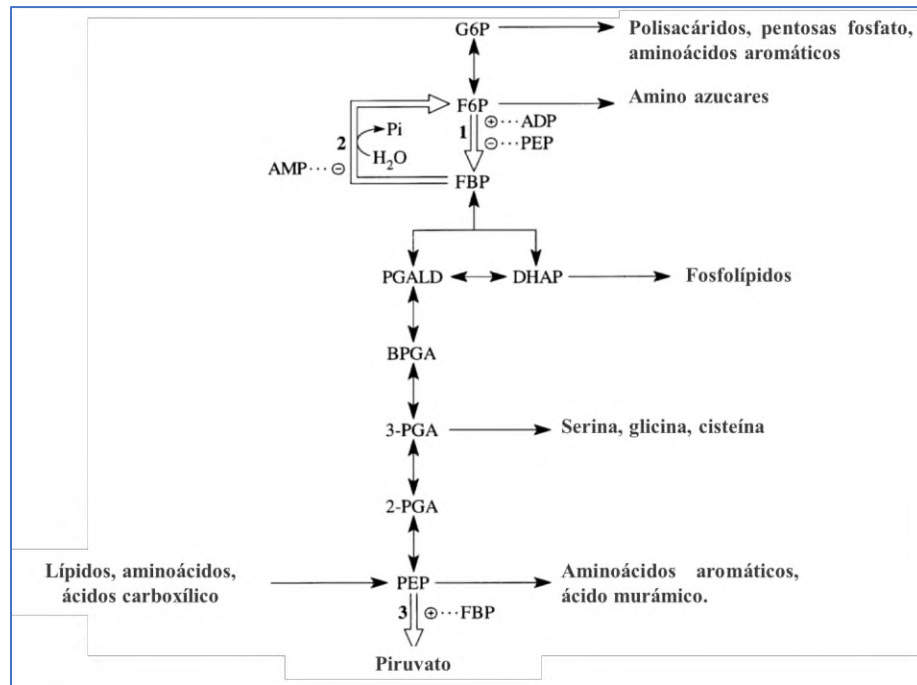 G6P
Polisacáridos, pentosas fosfato,
aminoácidos aromáticos
F6P
Amino azucares
1
⊕···ADP
⊖···PEP
2
Pi
H₂O
AMP···⊖
FBP
PGALD
DHAP
Fosfolípidos
BPGA
3-PGA
Serina, glicina, cisteína
2-PGA
Lípidos, aminoácidos,
ácidos carboxílico
PEP
Aminoácidos aromáticos,
ácido murámico.
3
⊕···FBP
Piruvato